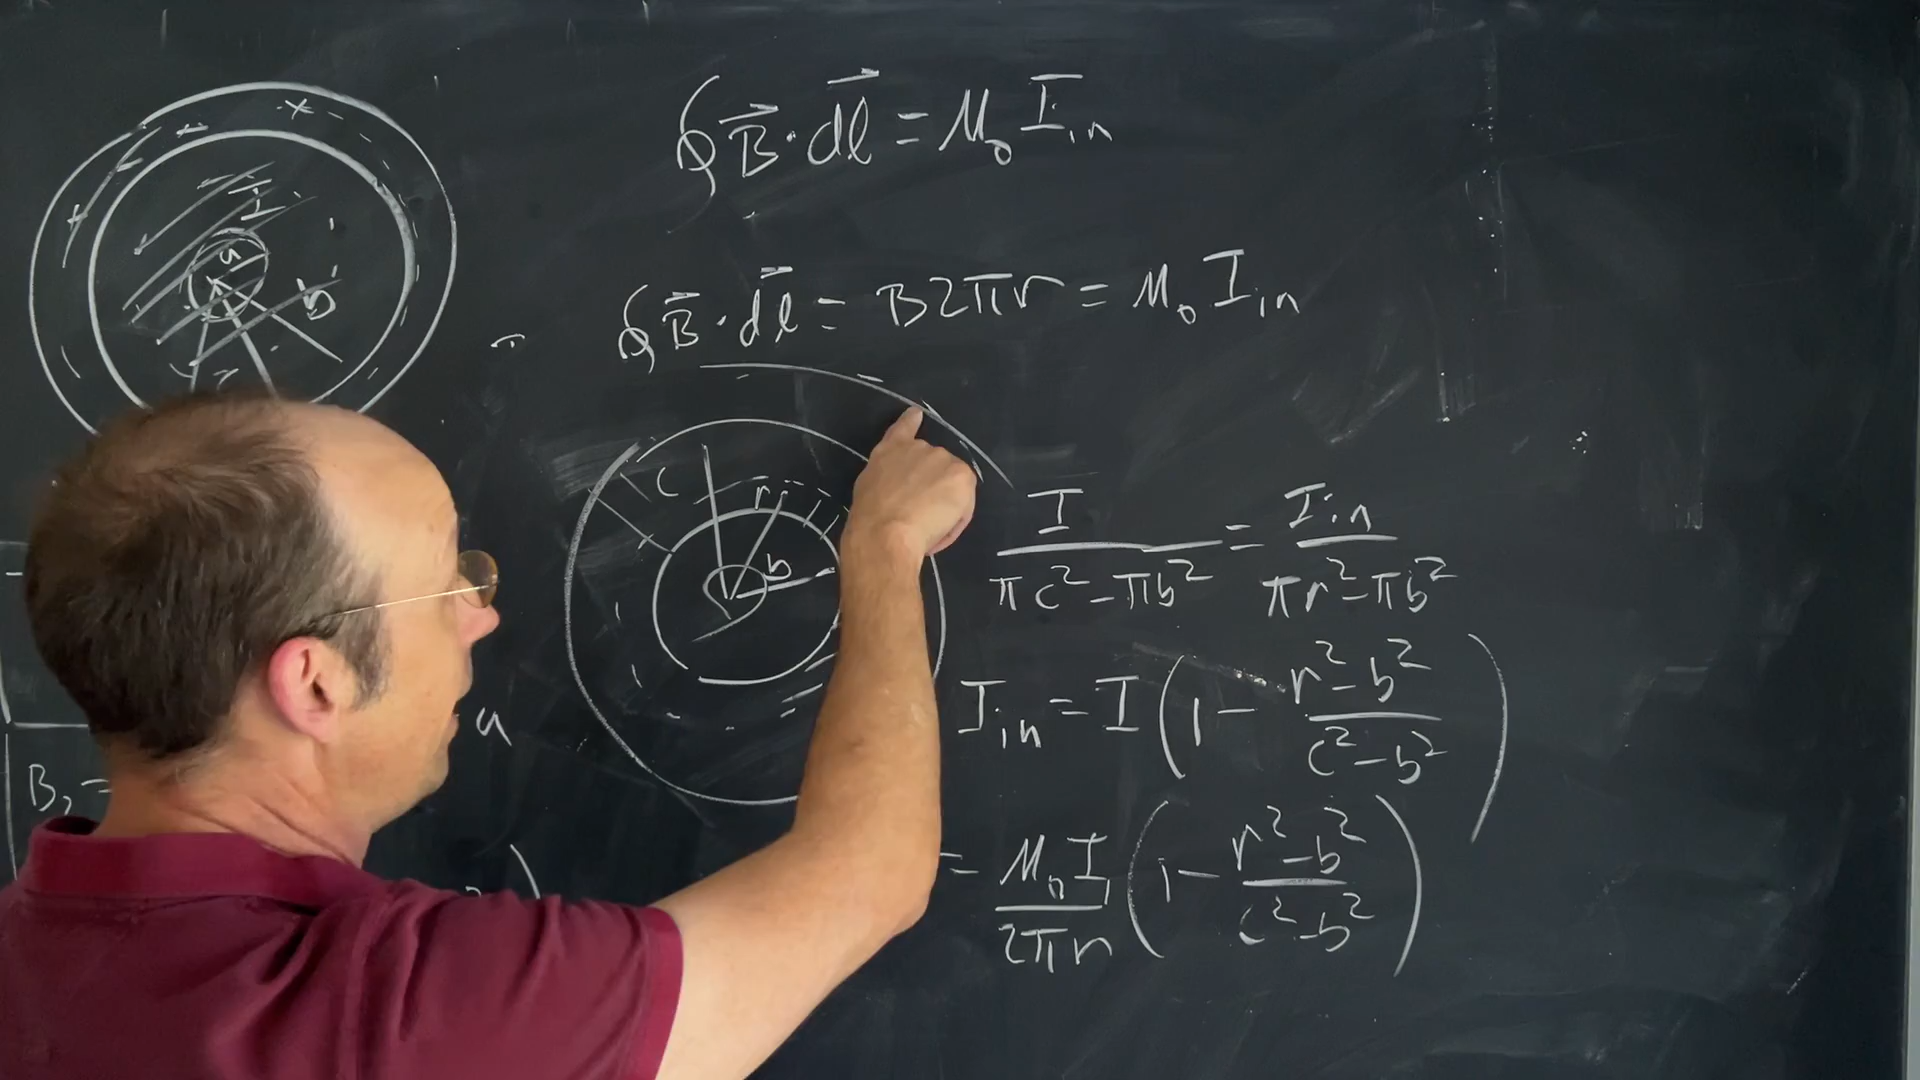 ∮B⃗·dl⃗ = μ₀ I_in
∮B⃗·dl⃗ = B2πr = μ₀ I_in
I
a
b
c
r
b
I/(πc²-πb²) = I_in/(πr²-πb²)
I_in = I(1 - (r²-b²)/(c²-b²))
a
B₁ =
= μ₀I/(2πr) (1 - (r²-b²)/(c²-b²))